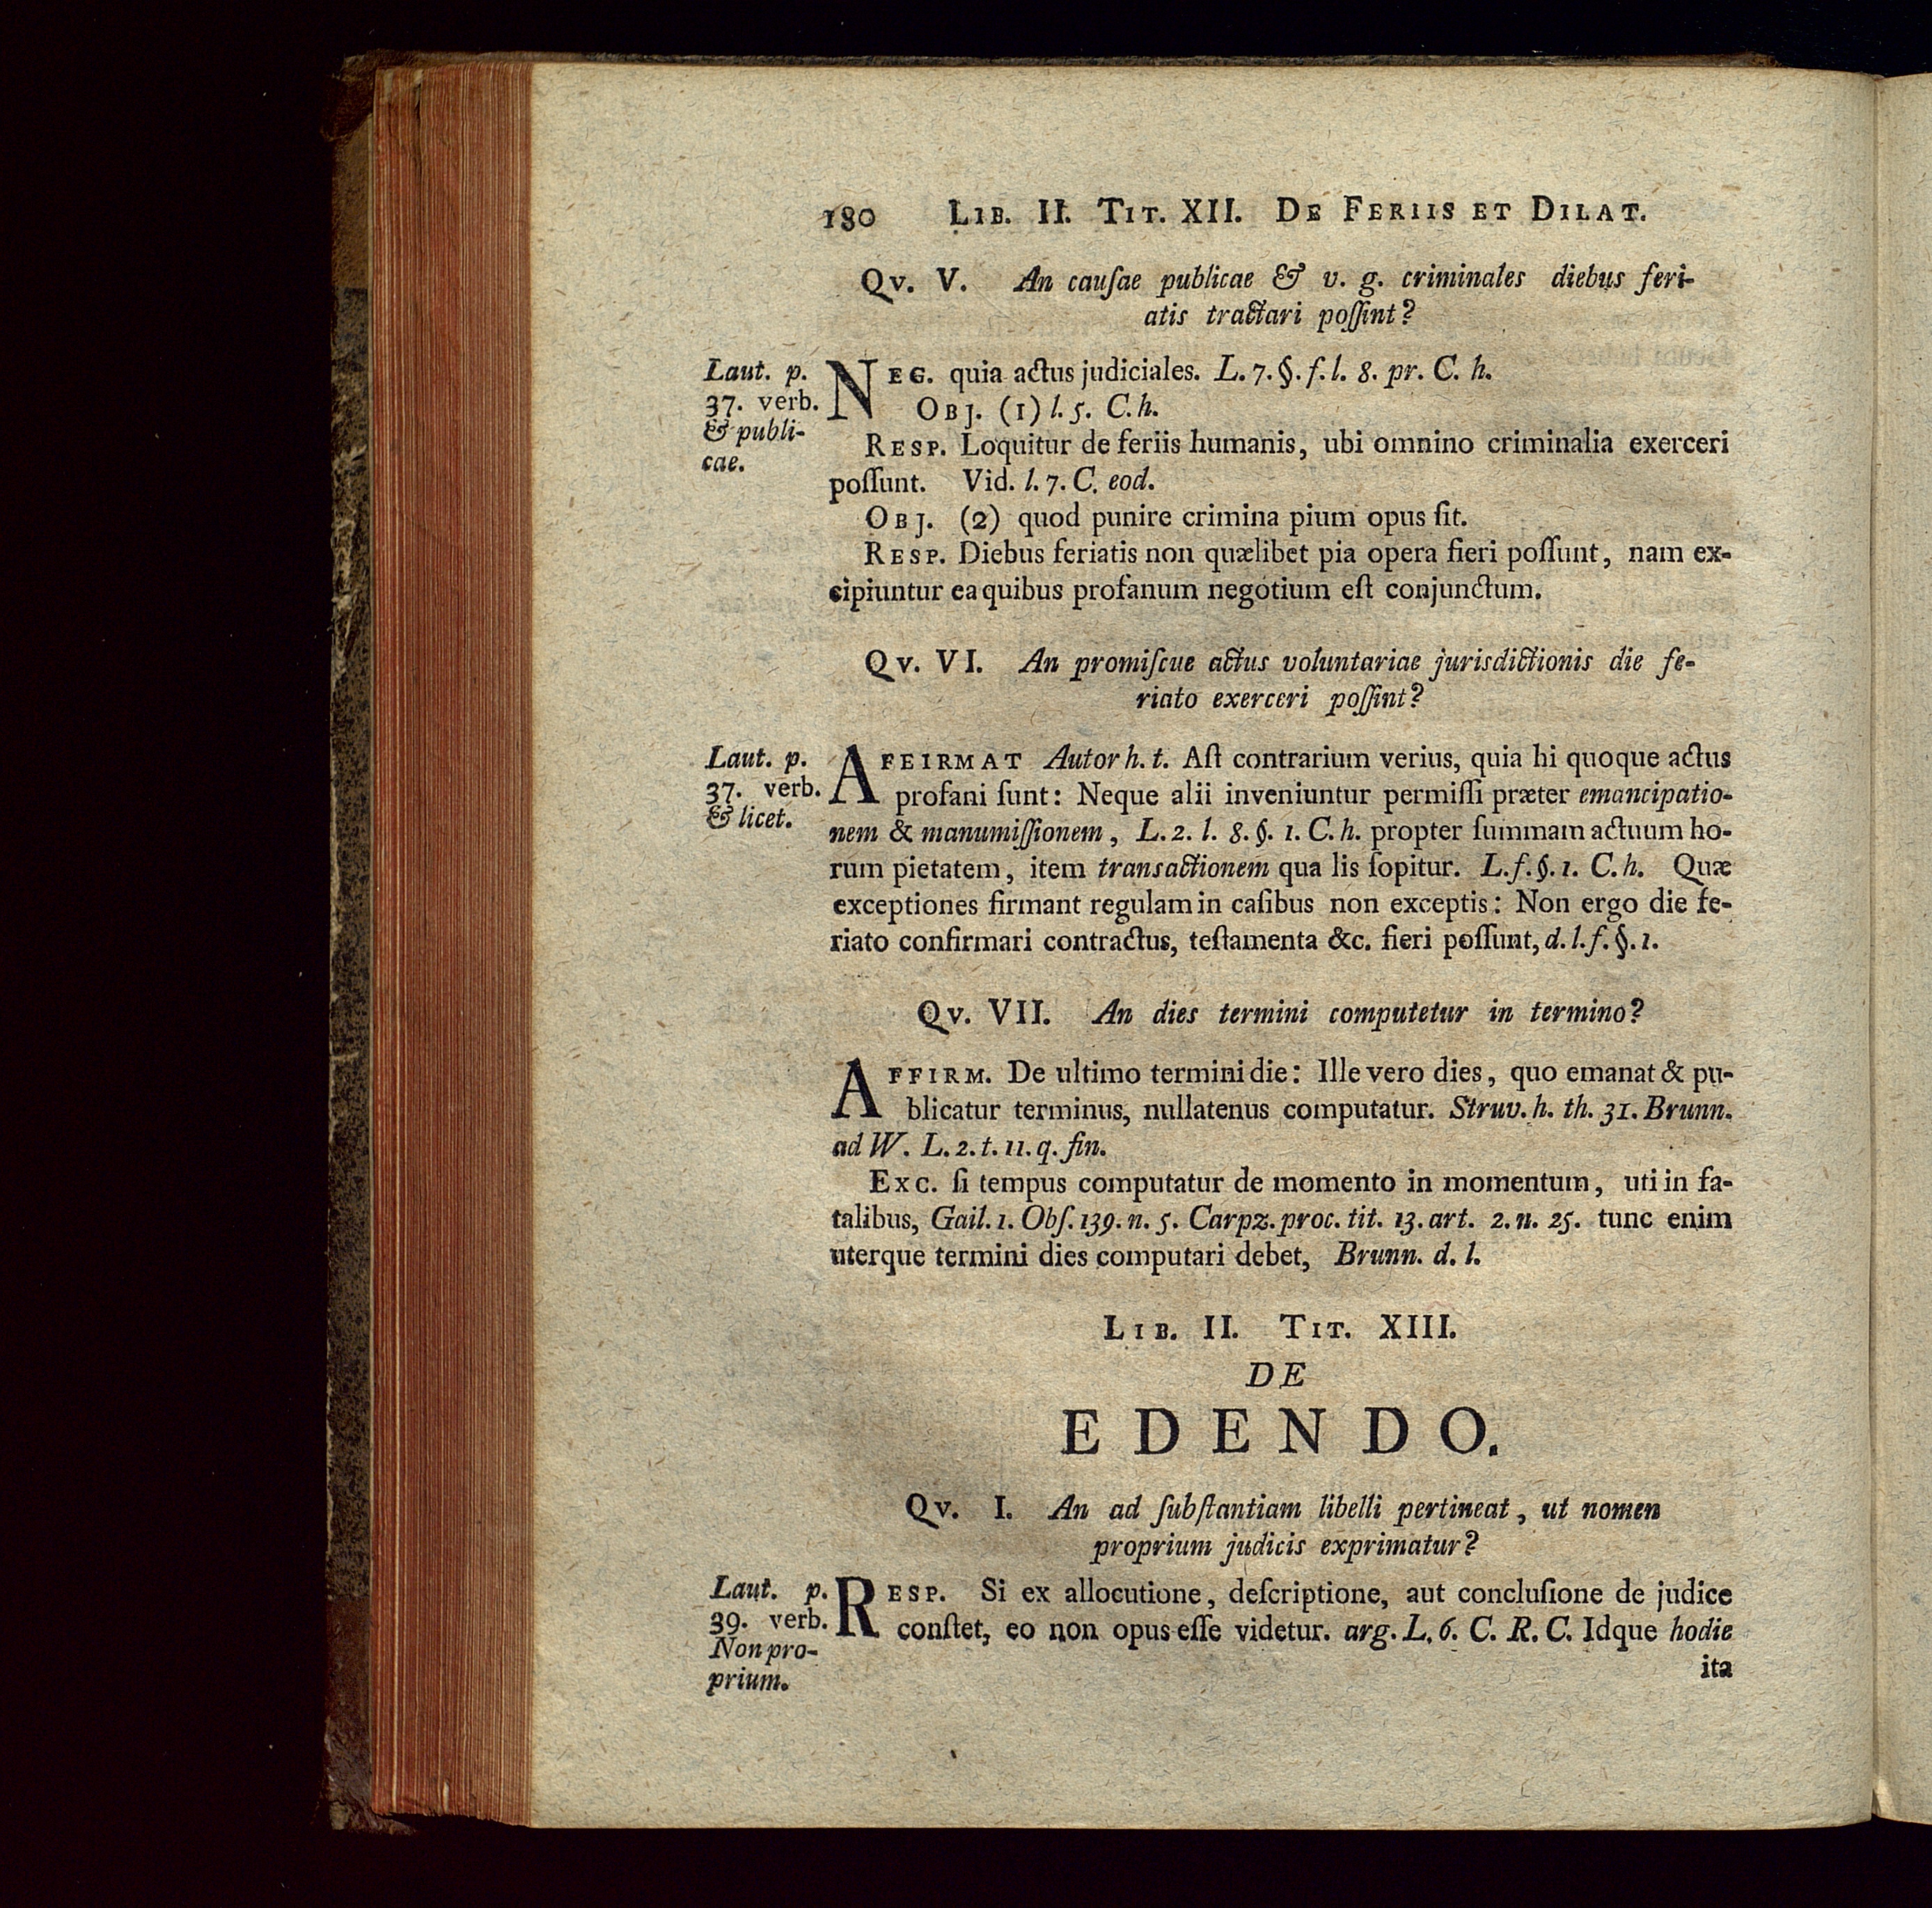 180 LIB. II. TIT. XII. DE FERIIS ET DILAT.
Qv. V. An cauſae publicae & v. g. criminales diebus feri-
atis tractari poſſint?
Laut. p.
37. verb.
& publi-
cae.
NEG. quia actus judiciales. L. 7. §. f. l. 8. pr. C. h.
OBJ. (1) l. 5. C. h.
RESP. Loquitur de feriis humanis, ubi omnino criminalia exerceri
poſſunt. Vid. l. 7. C. eod.
OBJ. (2) quod punire crimina pium opus ſit.
RESP. Diebus feriatis non quælibet pia opera fieri poſſunt, nam ex-
cipiuntur ea quibus profanum negotium eſt conjunctum.
Qv. VI. An promiſcue actus voluntariae jurisdictionis die fe-
riato exerceri poſſint?
Laut. p.
37. verb.
& licet.
AFEIRMAT Autor h. t. Aſt contrarium verius, quia hi quoque actus
profani ſunt: Neque alii inveniuntur permiſſi præter emancipatio-
nem & manumiſſionem, L. 2. l. 8. §. 1. C. h. propter ſummam actuum ho-
rum pietatem, item transactionem qua lis ſopitur. L. f. §. 1. C. h. Quæ
exceptiones firmant regulam in caſibus non exceptis: Non ergo die fe-
riato confirmari contractus, teſtamenta &c. fieri poſſunt, d. l. f. §. 1.
Qv. VII. An dies termini computetur in termino?
AFFIRM. De ultimo termini die: Ille vero dies, quo emanat & pu-
blicatur terminus, nullatenus computatur. Struv. h. th. 31. Brunn.
ad W. L. 2. t. 11. q. fin.
EXC. ſi tempus computatur de momento in momentum, uti in fa-
talibus, Gail. 1. Obſ. 139. n. 5. Carpz. proc. tit. 13. art. 2. n. 25. tunc enim
uterque termini dies computari debet, Brunn. d. l.
LIB. II. TIT. XIII.
DE
EDENDO.
Qv. I. An ad ſubſtantiam libelli pertineat, ut nomen
proprium judicis exprimatur?
Laut. p.
39. verb.
Non pro-
prium.
RESP. Si ex allocutione, deſcriptione, aut concluſione de judice
conſtet, eo non opus eſſe videtur. arg. L. 6. C. R. C. Idque hodie
ita